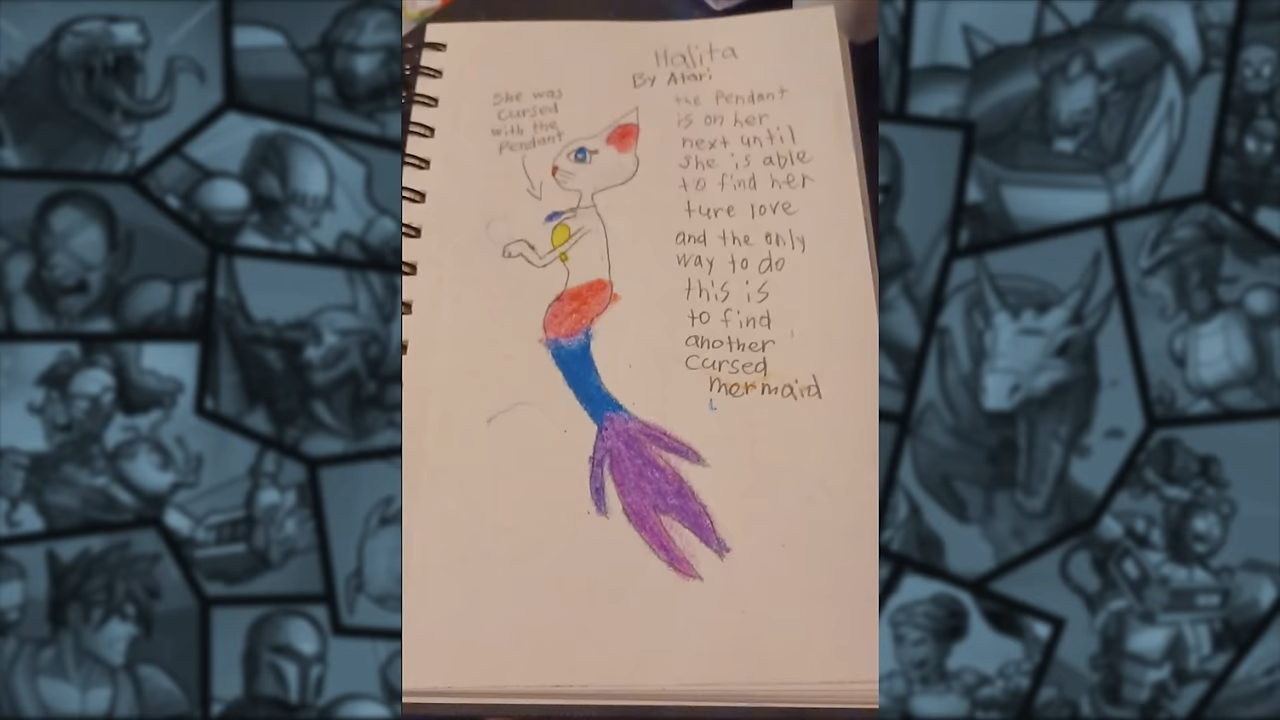 Halita
By Atari
She was
cursed
with the
Pendant
the Pendant
is on her
next until
she is able
to find her
ture love
and the only
way to do
this is
to find
another
cursed
mermaid